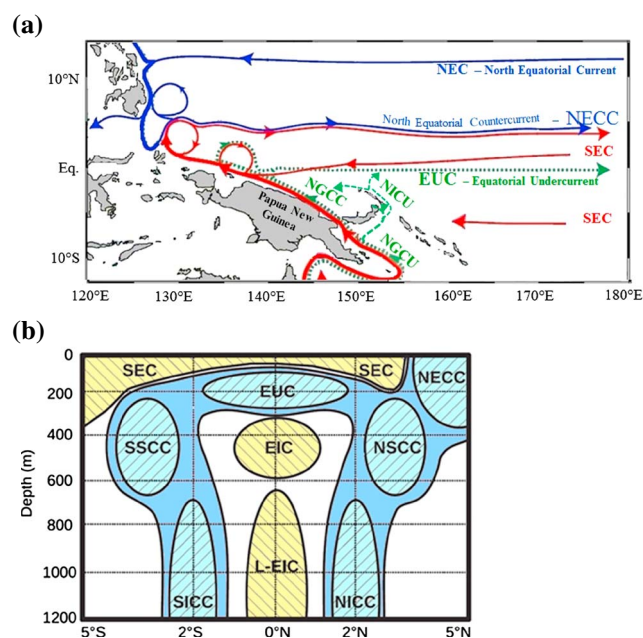 (a)
10°N
NEC – North Equatorial Current
North Equatorial Countercurrent – NECC
SEC
Eq.
EUC – Equatorial Undercurrent
NGCC
NICU
Papua New
Guinea
SEC
NGCU
10°S
120°E 130°E 140°E 150°E 160°E 170°E 180°E
(b)
0
SEC SEC NECC
EUC
200
SSCC EIC NSCC
400
Depth (m)
600
800
L-EIC
1000
SICC NICC
1200
5°S 2°S 0°N 2°N 5°N